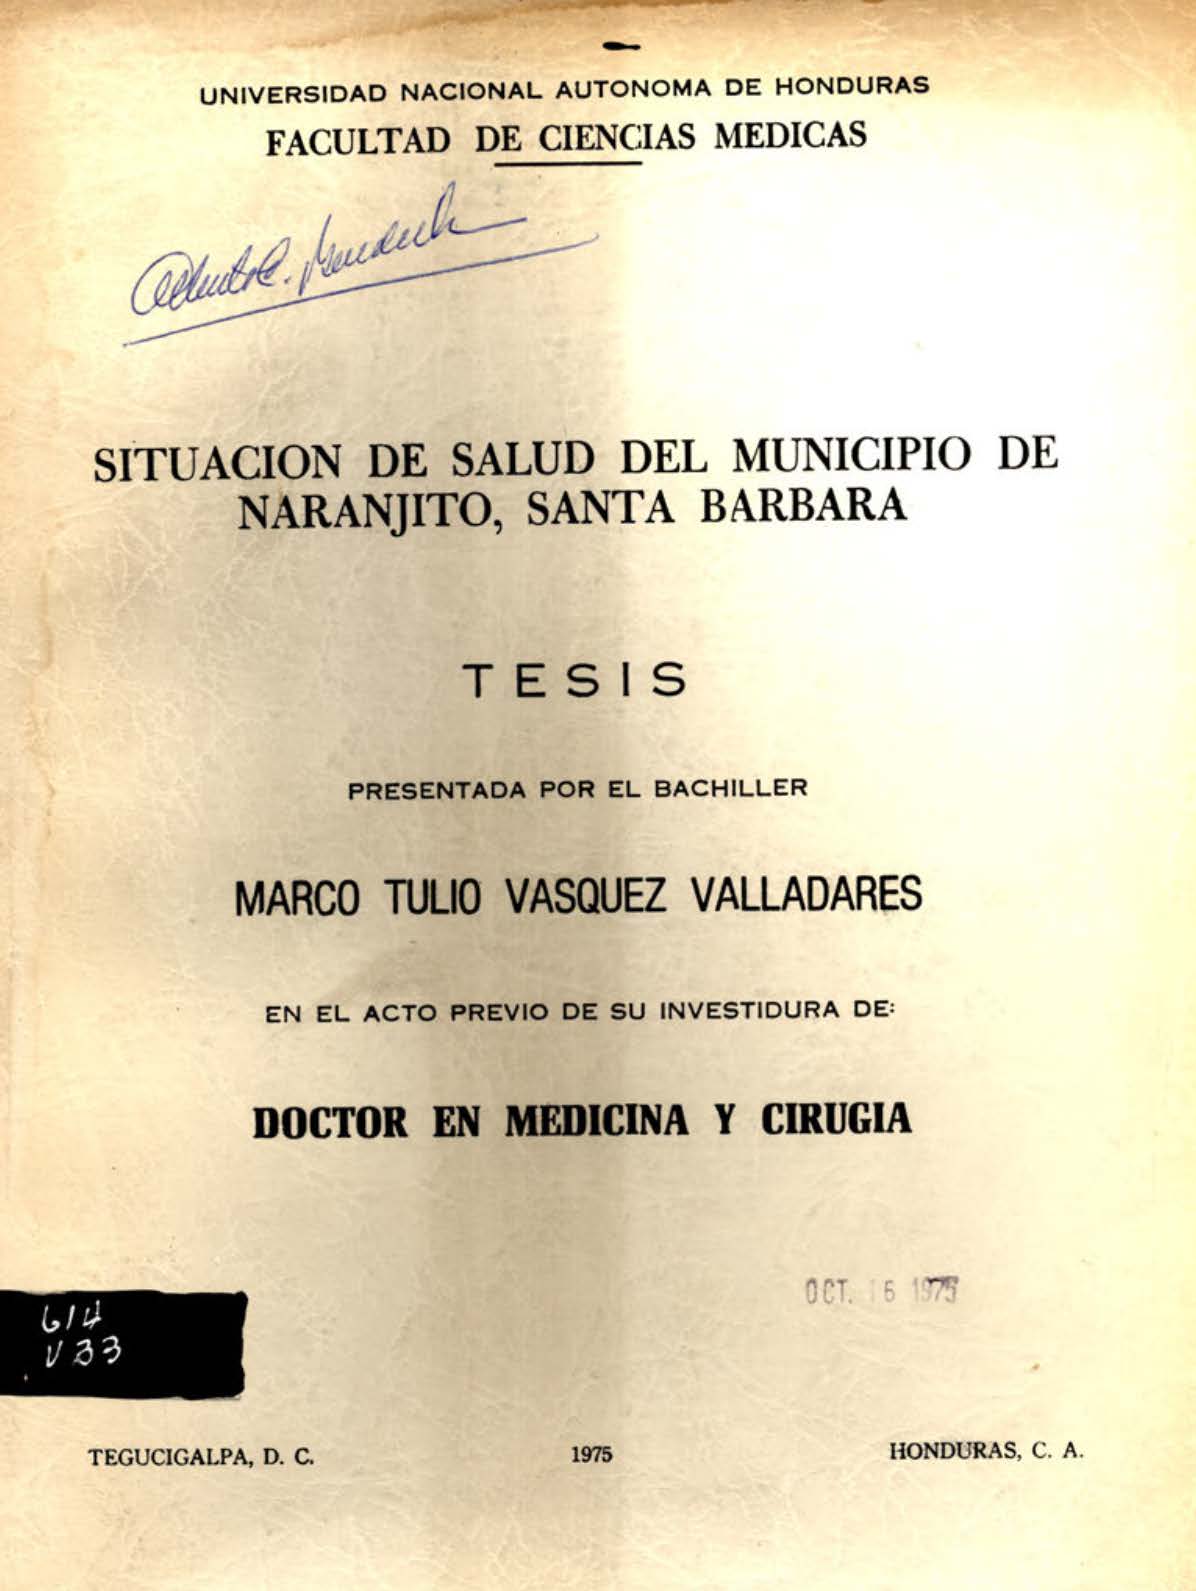 UNIVERSIDAD NACIONAL AUTONOMA DE HONDURAS
FACULTAD DE CIENCIAS MEDICAS
SITUACION DE SALUD DEL MUNICIPIO DE
NARANJITO, SANTA BARBARA
TESIS
PRESENTADA POR EL BACHILLER
MARCO TULIO VASQUEZ VALLADARES
EN EL ACTO PREVIO DE SU INVESTIDURA DE:
DOCTOR EN MEDICINA Y CIRUGIA
OCT. 16 1975
614
V33
TEGUCIGALPA, D. C. 1975 HONDURAS, C. A.